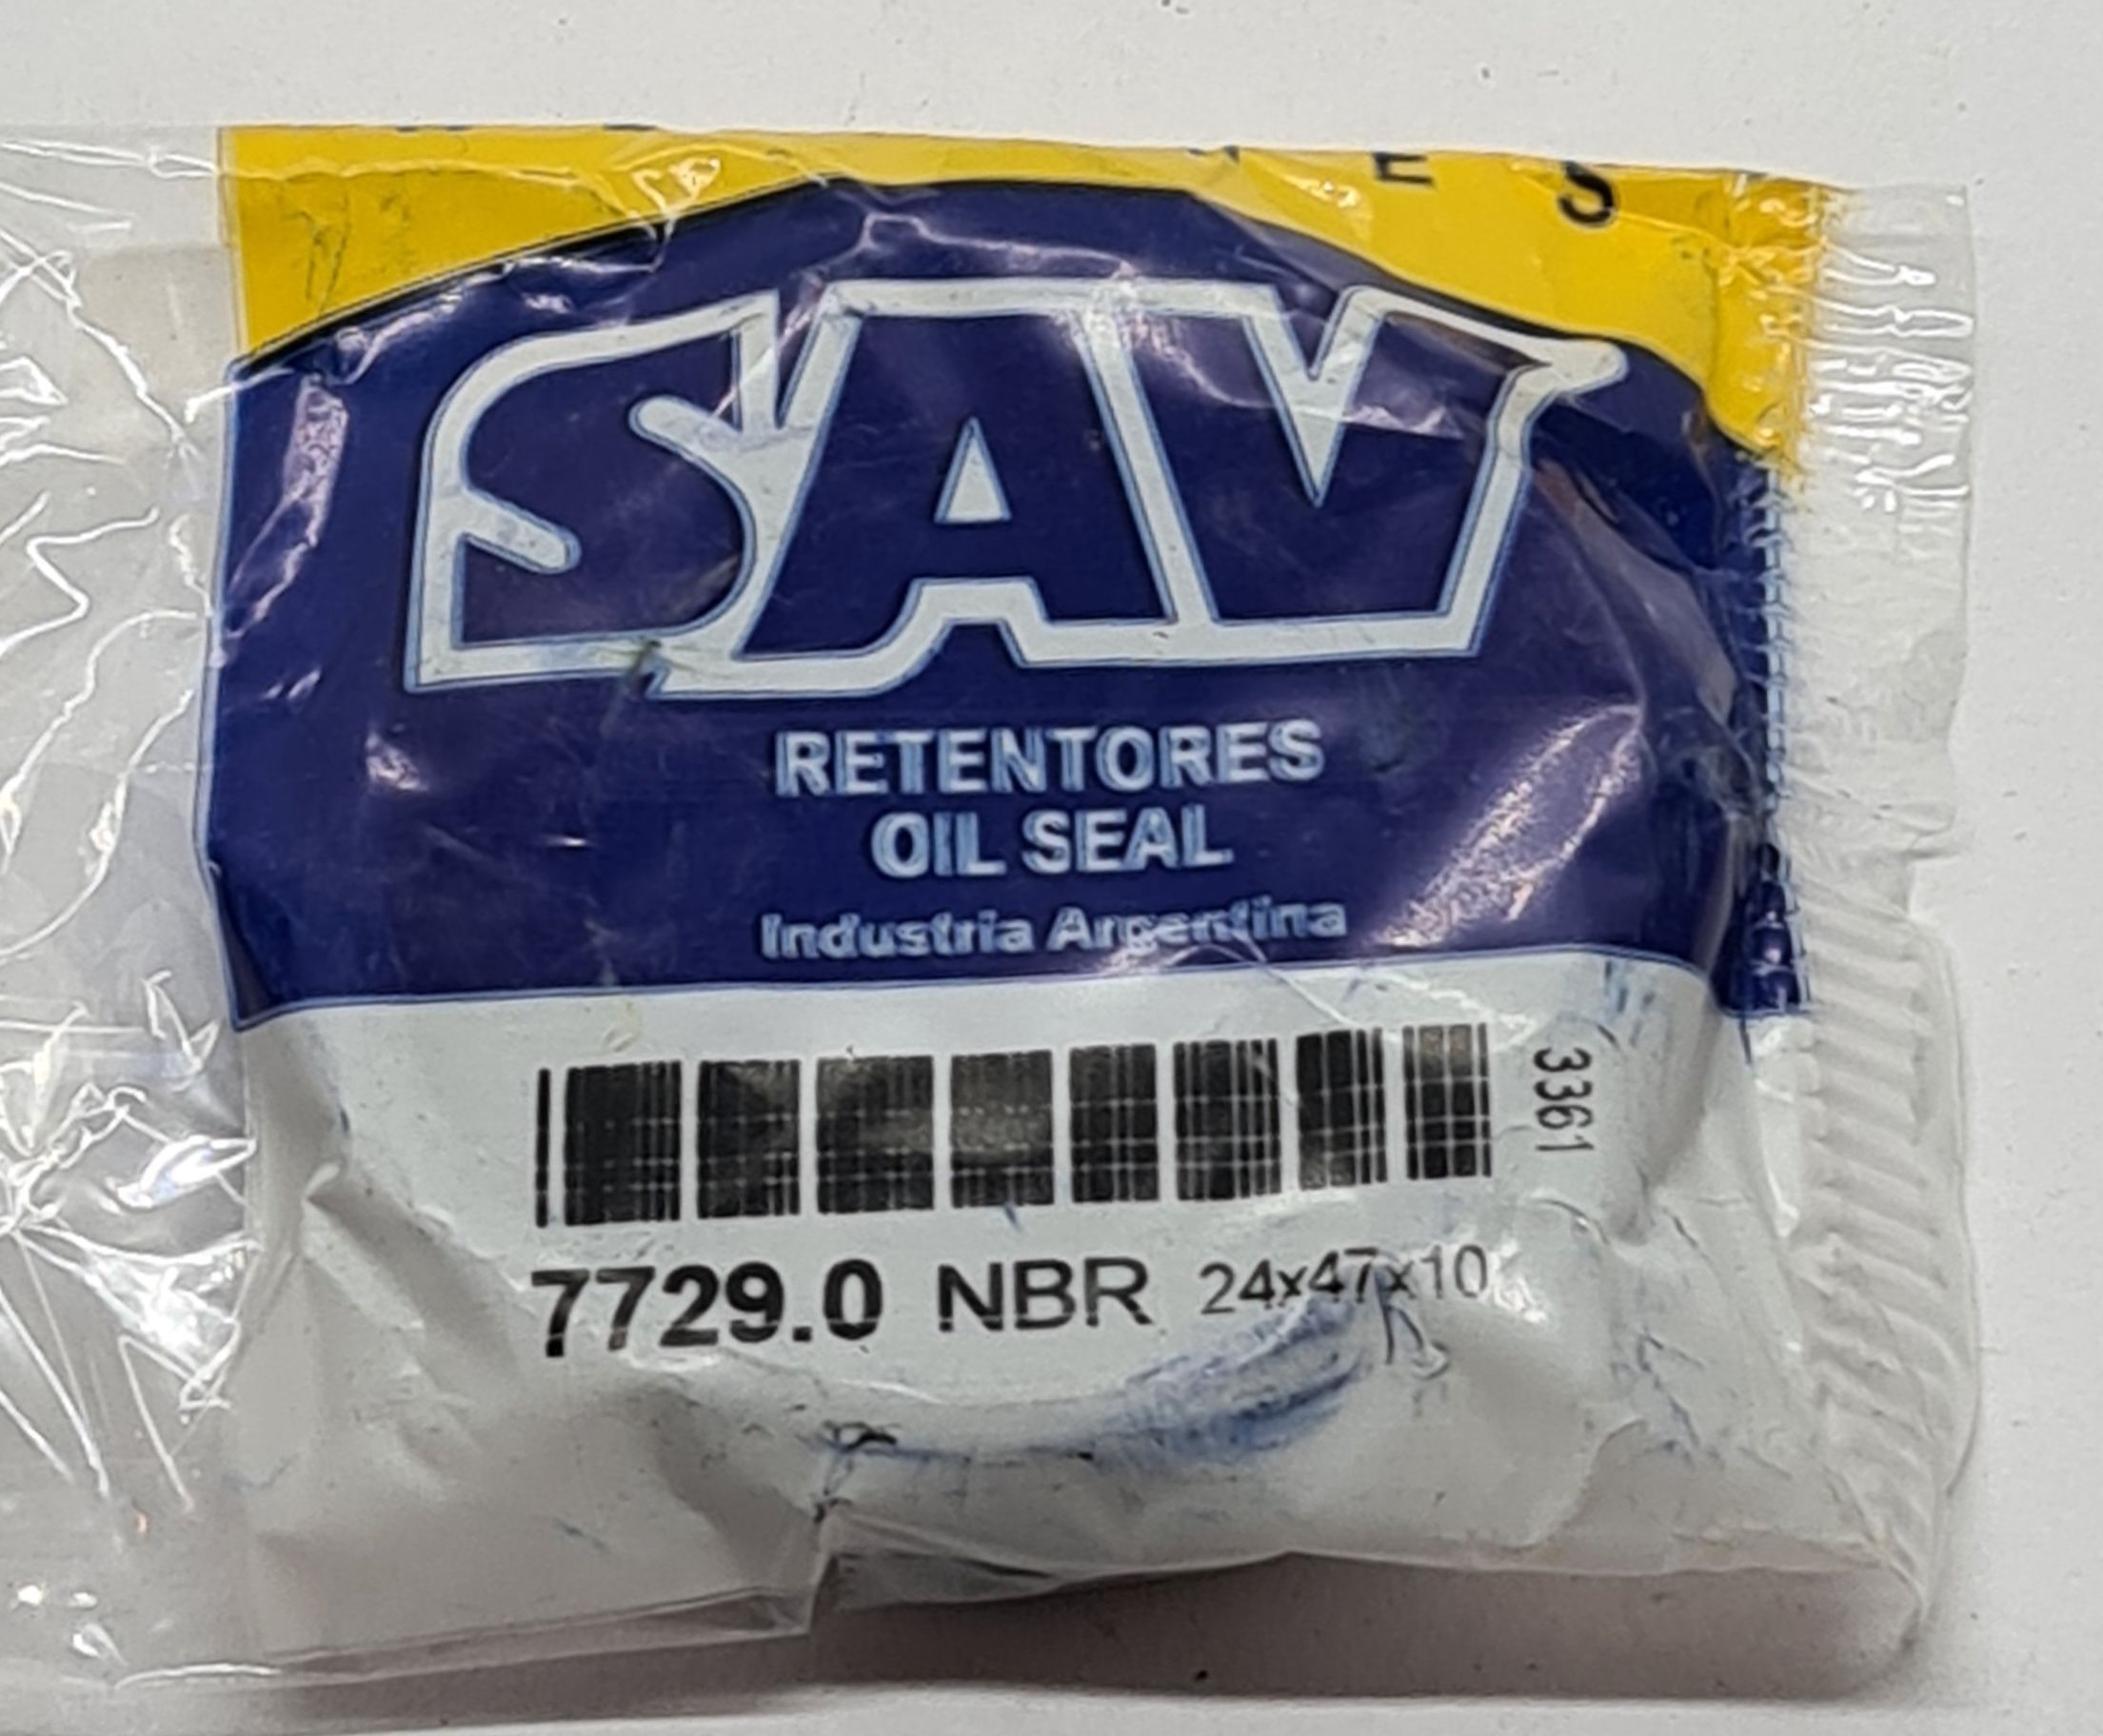 E S
SAV
RETENTORES
OIL SEAL
Industria Argentina
3361
7729.0 NBR 24x47x10